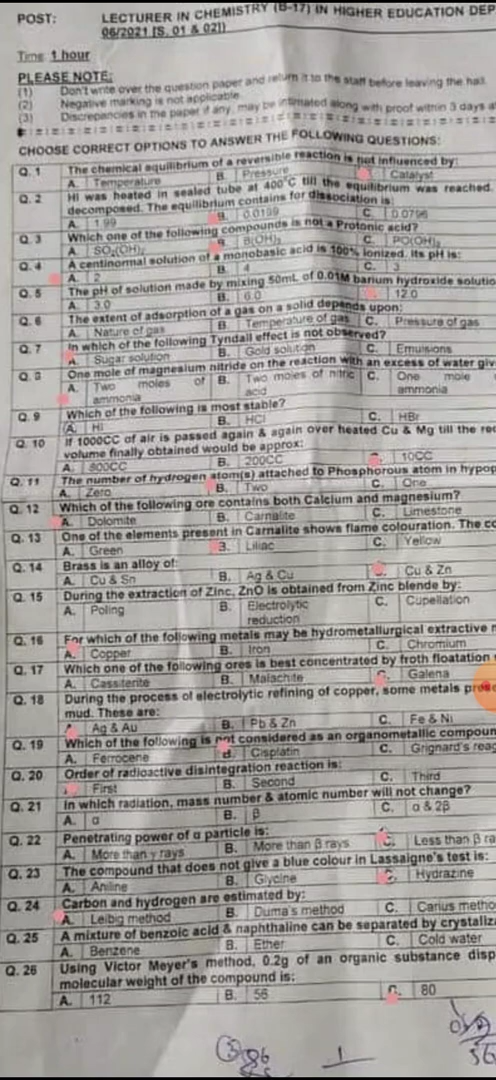 POST: LECTURER IN CHEMISTRY (B-17) IN HIGHER EDUCATION DEP
08/2021 [S. 01 & 02])
Time 1 hour
PLEASE NOTE:
(1) Don't write over the question paper and return it to the staff before leaving the hall.
(2) Negative marking is not applicable
(3) Discrepancies in the paper if any, may be intimated along with proof within 3 days
CHOOSE CORRECT OPTIONS TO ANSWER THE FOLLOWING QUESTIONS:
Q. 1 The chemical equilibrium of a reversible reaction is not influenced by:
A. Temperature B. Pressure Catalyst
Q. 2 HI was heated in sealed tube at 400°C till the equilibrium was reached.
decomposed. The equilibrium contains for dissociation is:
A. 1.99 B. 0.0199 C. 0.0796
Q. 3 Which one of the following compounds is not a Protonic acid?
A. SO₂(OH)₂ B. B(OH)₃ C. PO(OH)₃
Q. 4 A centinormal solution of a monobasic acid is 100% ionized. Its pH is:
A. 2 B. 4 C. 3
Q. 5 The pH of solution made by mixing 50mL of 0.01M barium hydroxide solutio
A. 3.0 B. 6.0 12.0
Q. 6 The extent of adsorption of a gas on a solid depends upon:
A. Nature of gas B. Temperature of gas C. Pressure of gas
Q. 7 In which of the following Tyndall effect is not observed?
A. Sugar solution B. Gold solution C. Emulsions
Q. 8 One mole of magnesium nitride on the reaction with an excess of water giv
A. Two moles of B. Two moles of nitric C. One mole
ammonia acid ammonia
Q. 9 Which of the following is most stable?
A. HI B. HCl C. HBr
Q. 10 If 1000CC of air is passed again & again over heated Cu & Mg till the rec
volume finally obtained would be approx:
A. 800CC B. 200CC C. 10CC
Q. 11 The number of hydrogen atom(s) attached to Phosphorous atom in hypop
A. Zero B. Two C. One
Q. 12 Which of the following ore contains both Calcium and magnesium?
A. Dolomite B. Carnalite C. Limestone
Q. 13 One of the elements present in Carnalite shows flame colouration. The co
A. Green B. Liliac C. Yellow
Q. 14 Brass is an alloy of:
A. Cu & Sn B. Ag & Cu C. Cu & Zn
Q. 15 During the extraction of Zinc, ZnO is obtained from Zinc blende by:
A. Poling B. Electrolytic C. Cupellation
reduction
Q. 16 For which of the following metals may be hydrometallurgical extractive
A. Copper B. Iron C. Chromium
Q. 17 Which one of the following ores is best concentrated by froth floatation
A. Cassiterite B. Malachite C. Galena
Q. 18 During the process of electrolytic refining of copper, some metals
mud. These are:
A. Ag & Au B. Pb & Zn C. Fe & Ni
Q. 19 Which of the following is not considered as an organometallic compoun
A. Ferrocene B. Cisplatin C. Grignard's reag
Q. 20 Order of radioactive disintegration reaction is:
First B. Second C. Third
Q. 21 In which radiation, mass number & atomic number will not change?
A. α B. β C. α & 2β
Q. 22 Penetrating power of α particle is:
A. More than γ rays B. More than β rays C. Less than β ra
Q. 23 The compound that does not give a blue colour in Lassaigne's test is:
A. Aniline B. Glycine C. Hydrazine
Q. 24 Carbon and hydrogen are estimated by:
A. Leibig method B. Duma's method C. Carius metho
Q. 25 A mixture of benzoic acid & naphthaline can be separated by crystaliz
A. Benzene B. Ether C. Cold water
Q. 26 Using Victor Meyer's method, 0.2g of an organic substance disp
molecular weight of the compound is:
A. 112 B. 56 C. 80